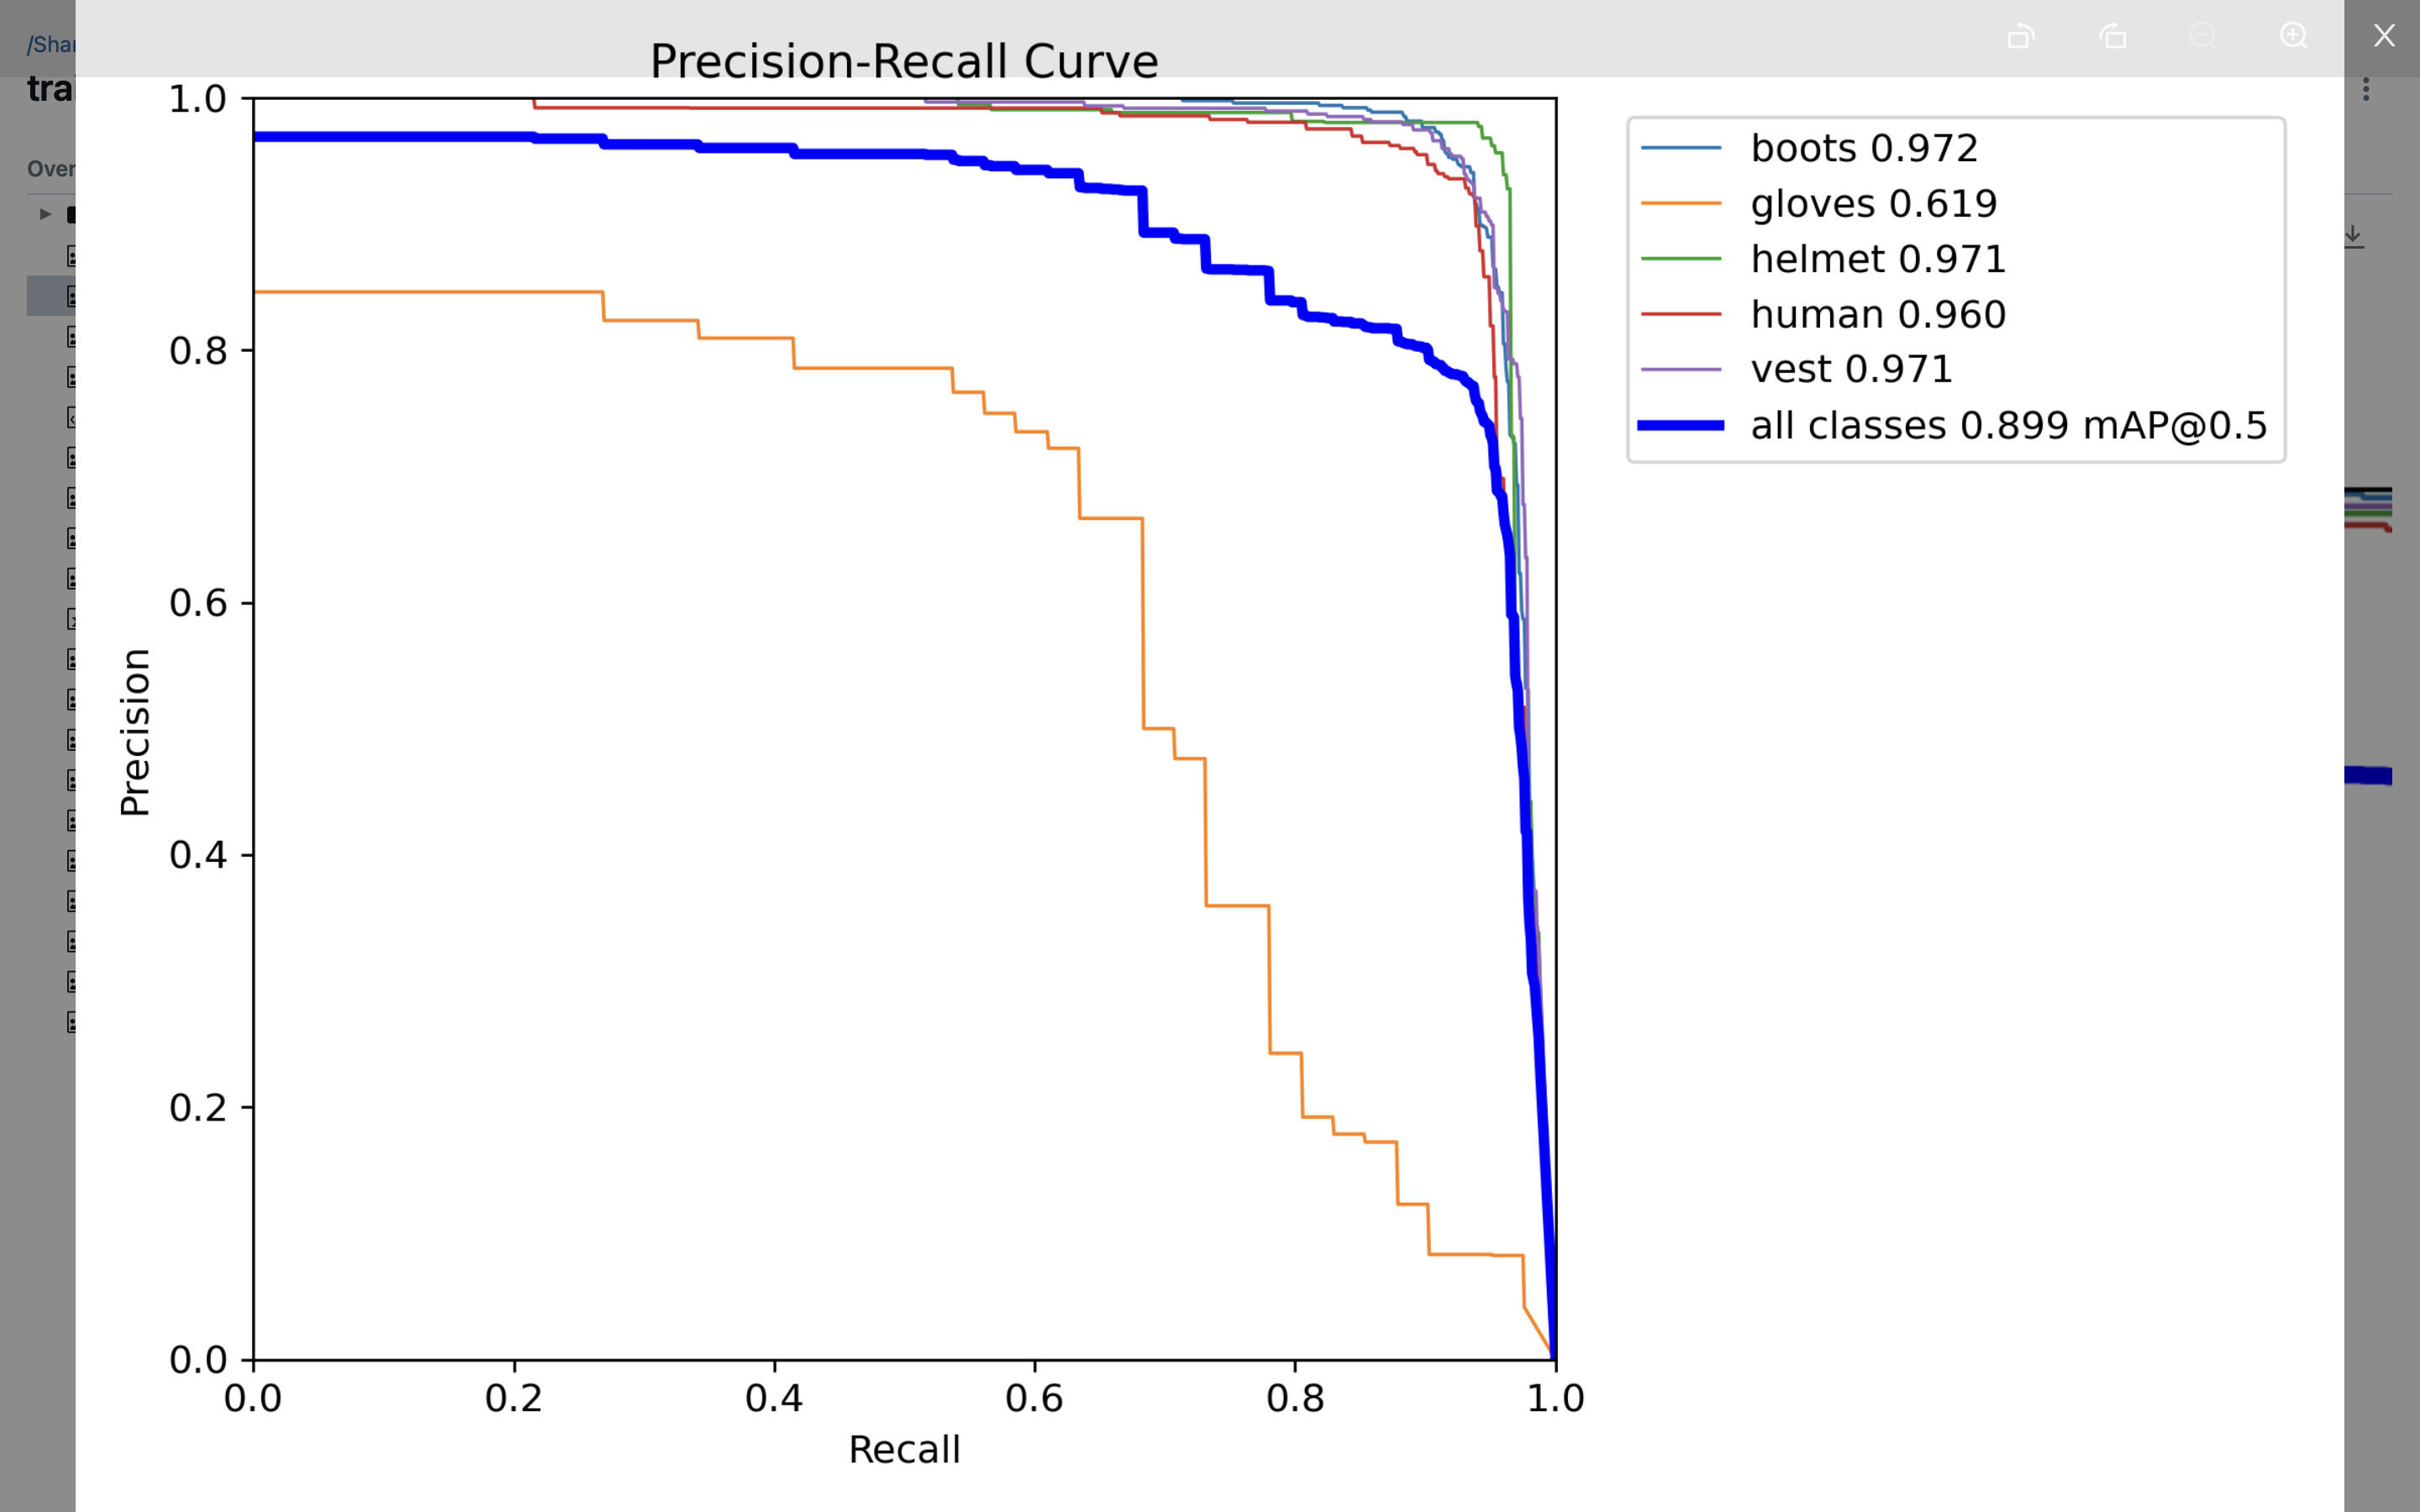 /Shar
Precision-Recall Curve
tra
Over
1.0
0.8
0.6
0.4
0.2
0.0
Precision
0.0 0.2 0.4 0.6 0.8 1.0
Recall
boots 0.972
gloves 0.619
helmet 0.971
human 0.960
vest 0.971
all classes 0.899 mAP@0.5